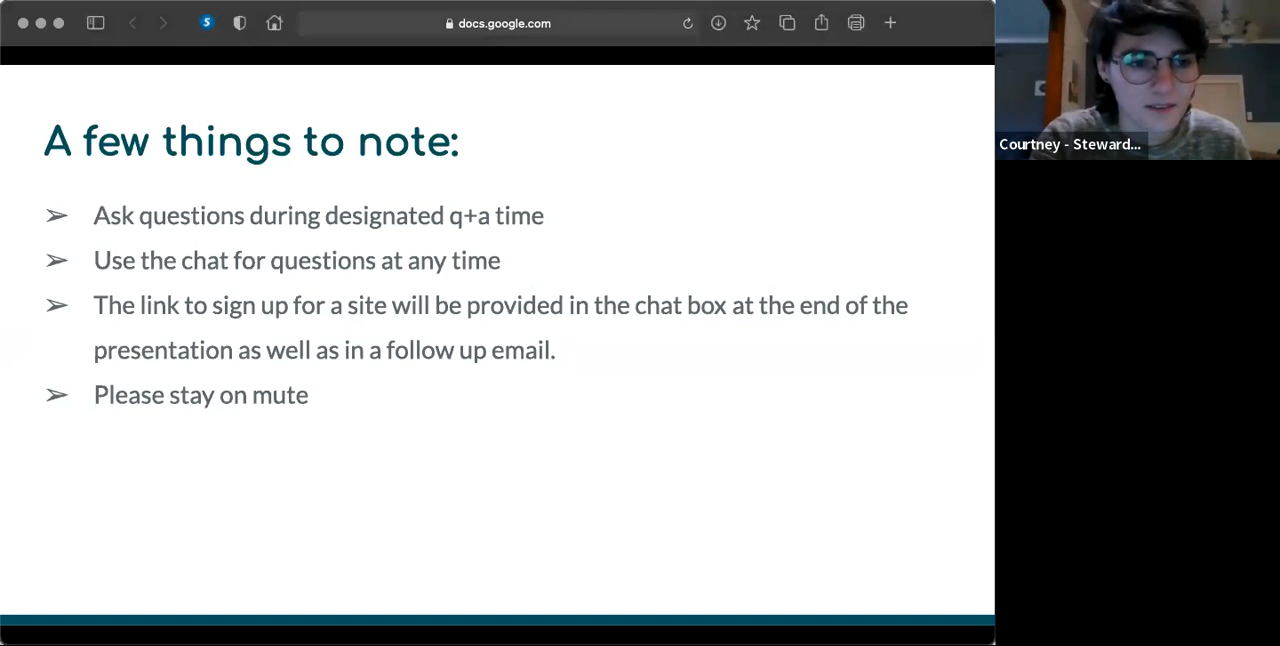 docs.google.com
A few things to note:
➢ Ask questions during designated q+a time
➢ Use the chat for questions at any time
➢ The link to sign up for a site will be provided in the chat box at the end of the
presentation as well as in a follow up email.
➢ Please stay on mute
Courtney - Steward...